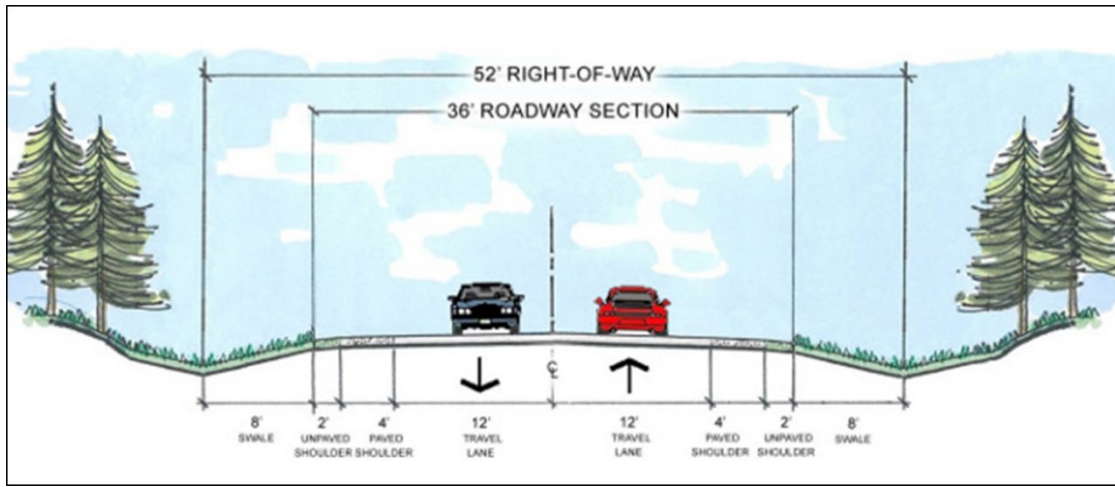 52' RIGHT-OF-WAY
36' ROADWAY SECTION
℄
8' 2' 4' 12' 12' 4' 2' 8'
SWALE UNPAVED PAVED TRAVEL TRAVEL PAVED UNPAVED SWALE
SHOULDER SHOULDER LANE LANE SHOULDER SHOULDER